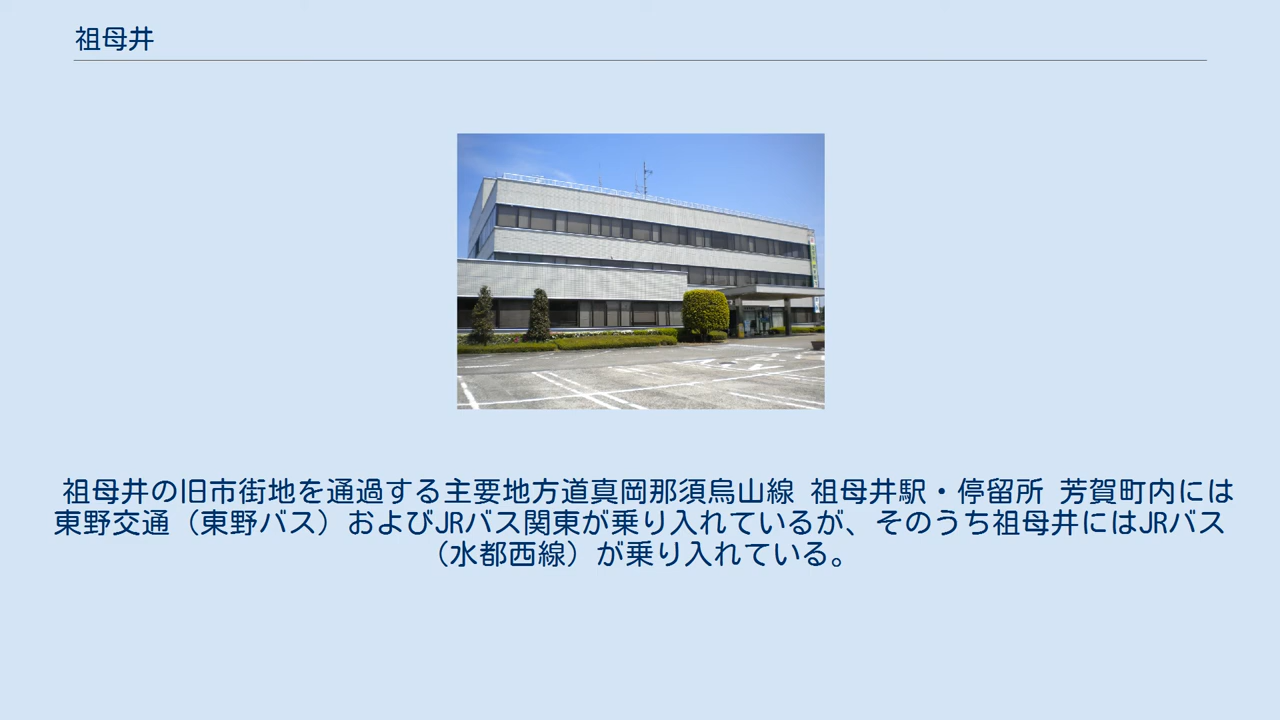 祖母井
祖母井の旧市街地を通過する主要地方道真岡那須烏山線 祖母井駅・停留所 芳賀町内には
東野交通（東野バス）およびJRバス関東が乗り入れているが、そのうち祖母井にはJRバス
（水都西線）が乗り入れている。